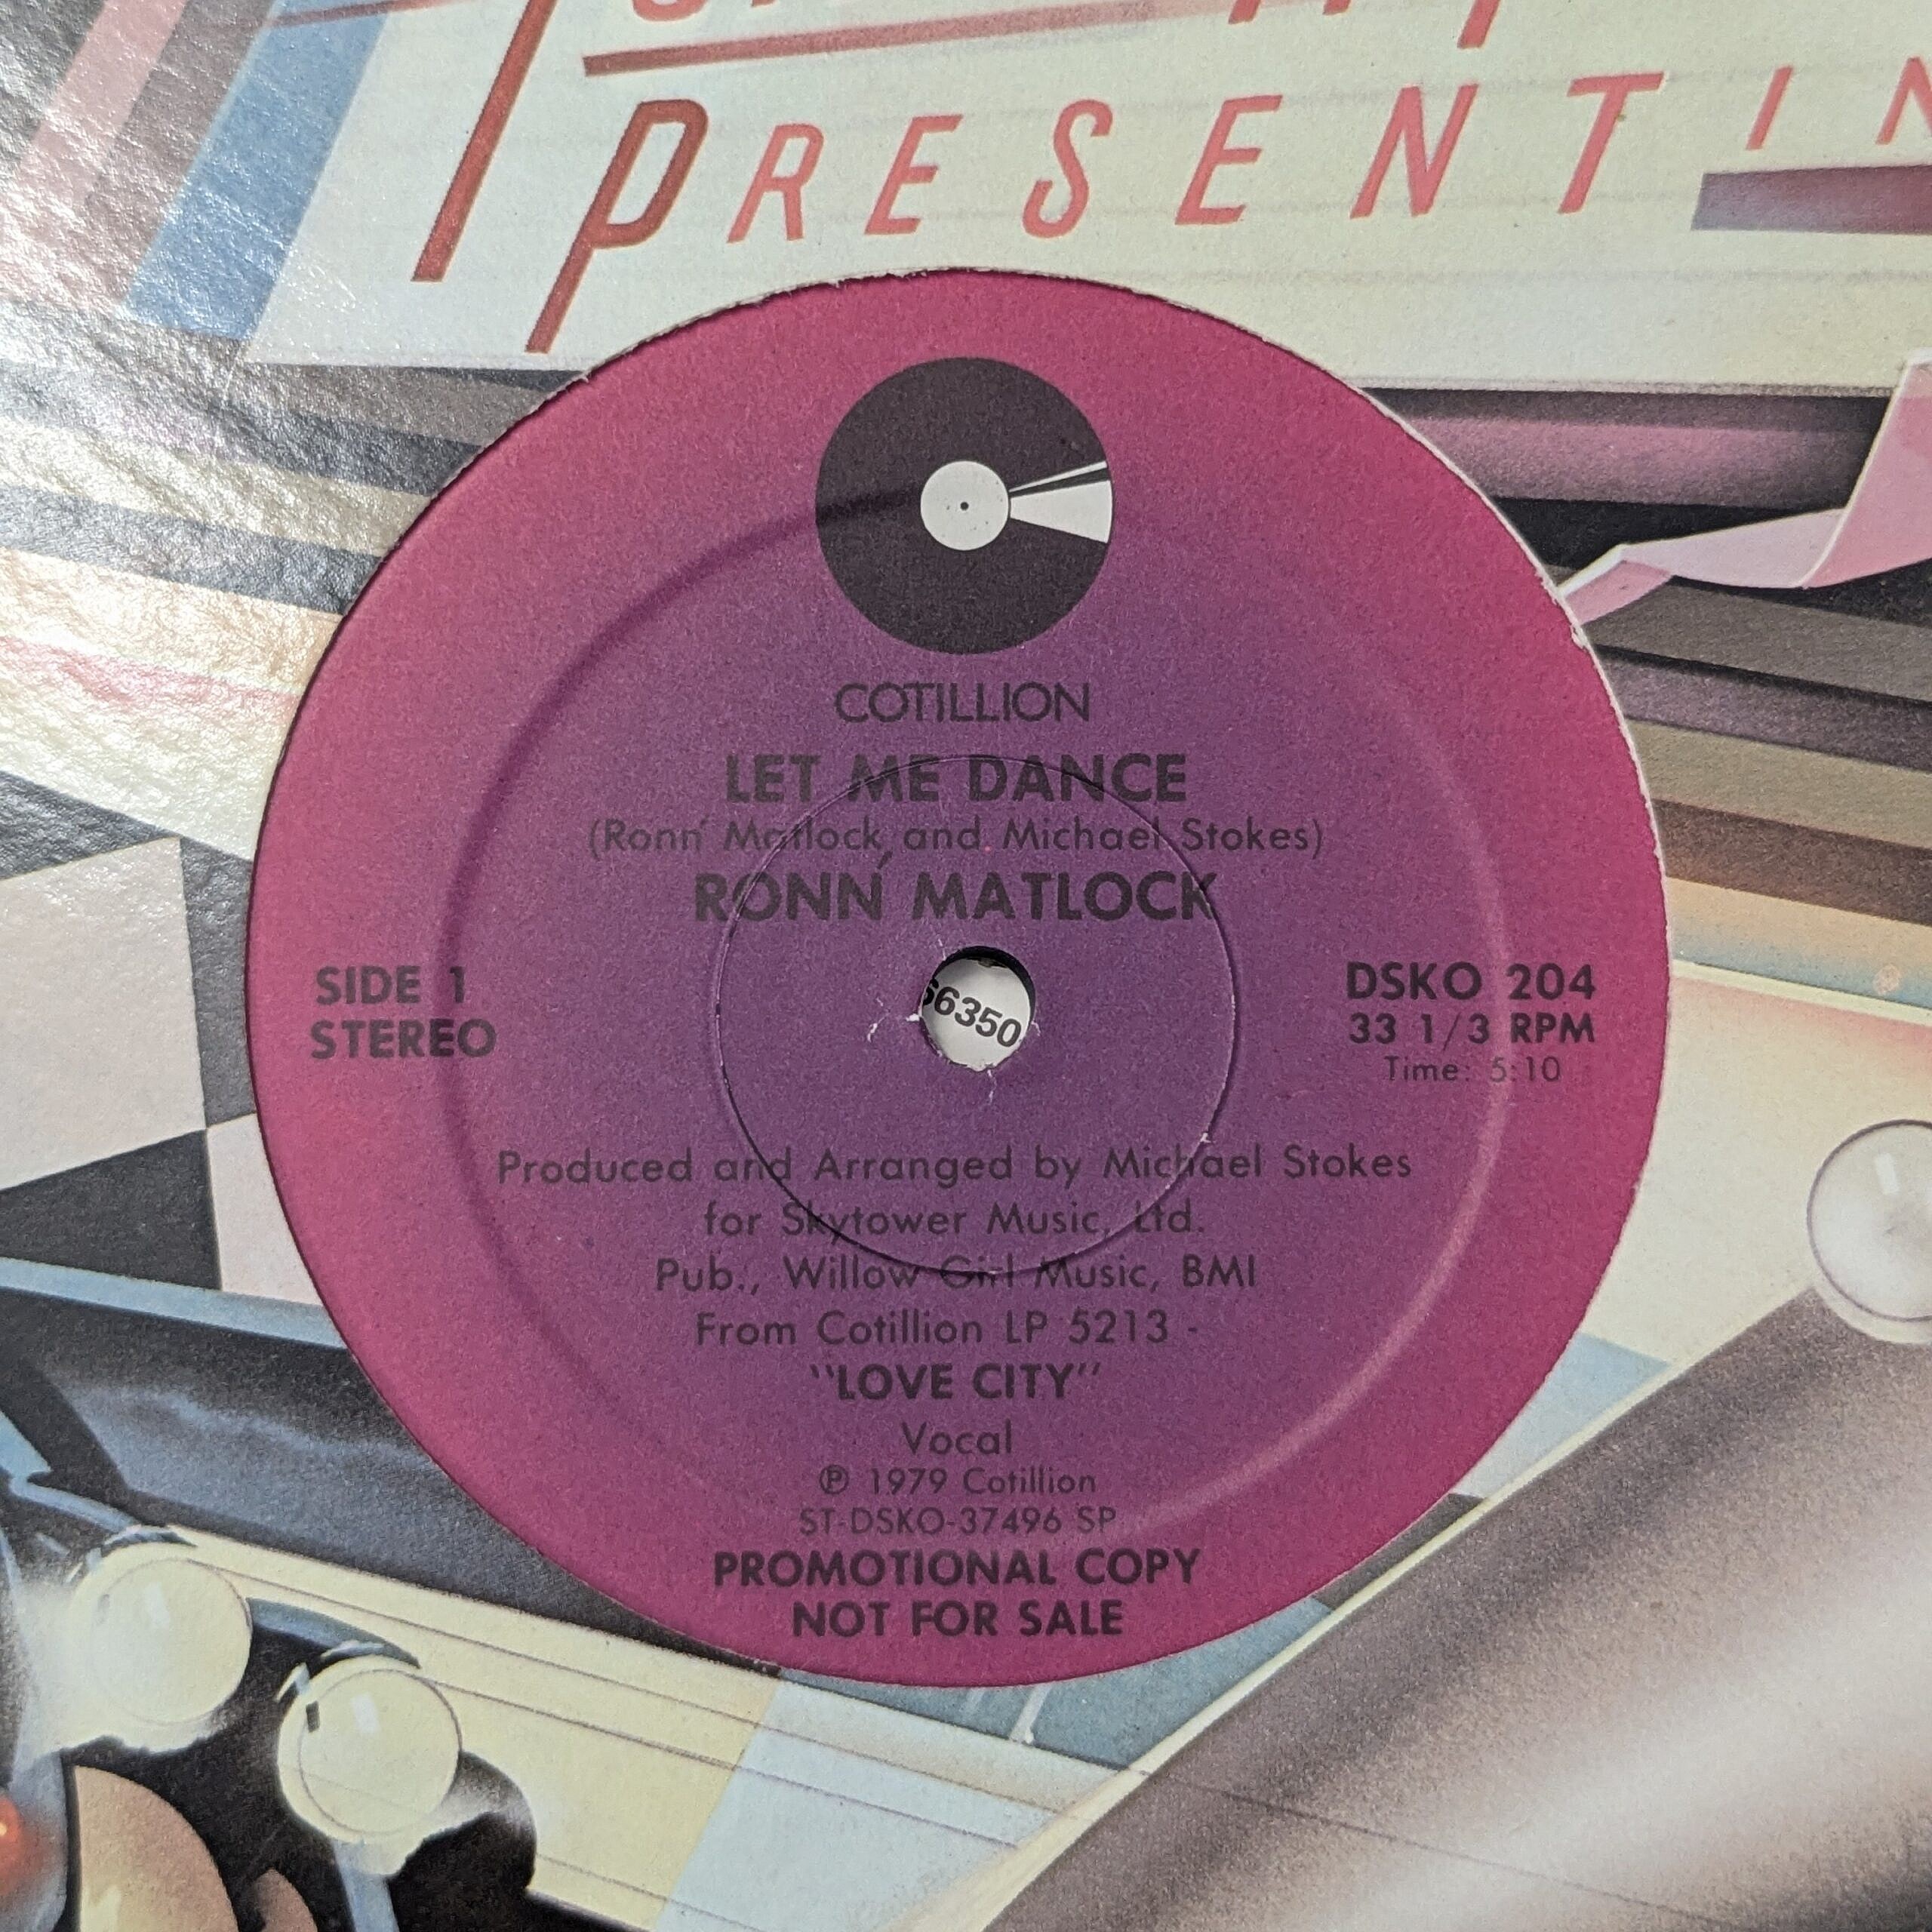 PRESENTIN
COTILLION
LET ME DANCE
(Ronn' Matlock and Michael Stokes)
RONN' MATLOCK
SIDE 1
STEREO
DSKO 204
33 1/3 RPM
Time: 5:10
66350
Produced and Arranged by Michael Stokes
for Skytower Music, Ltd.
Pub., Willow Girl Music, BMI
From Cotillion LP 5213 -
"LOVE CITY"
Vocal
℗ 1979 Cotillion
ST-DSKO-37496 SP
PROMOTIONAL COPY
NOT FOR SALE